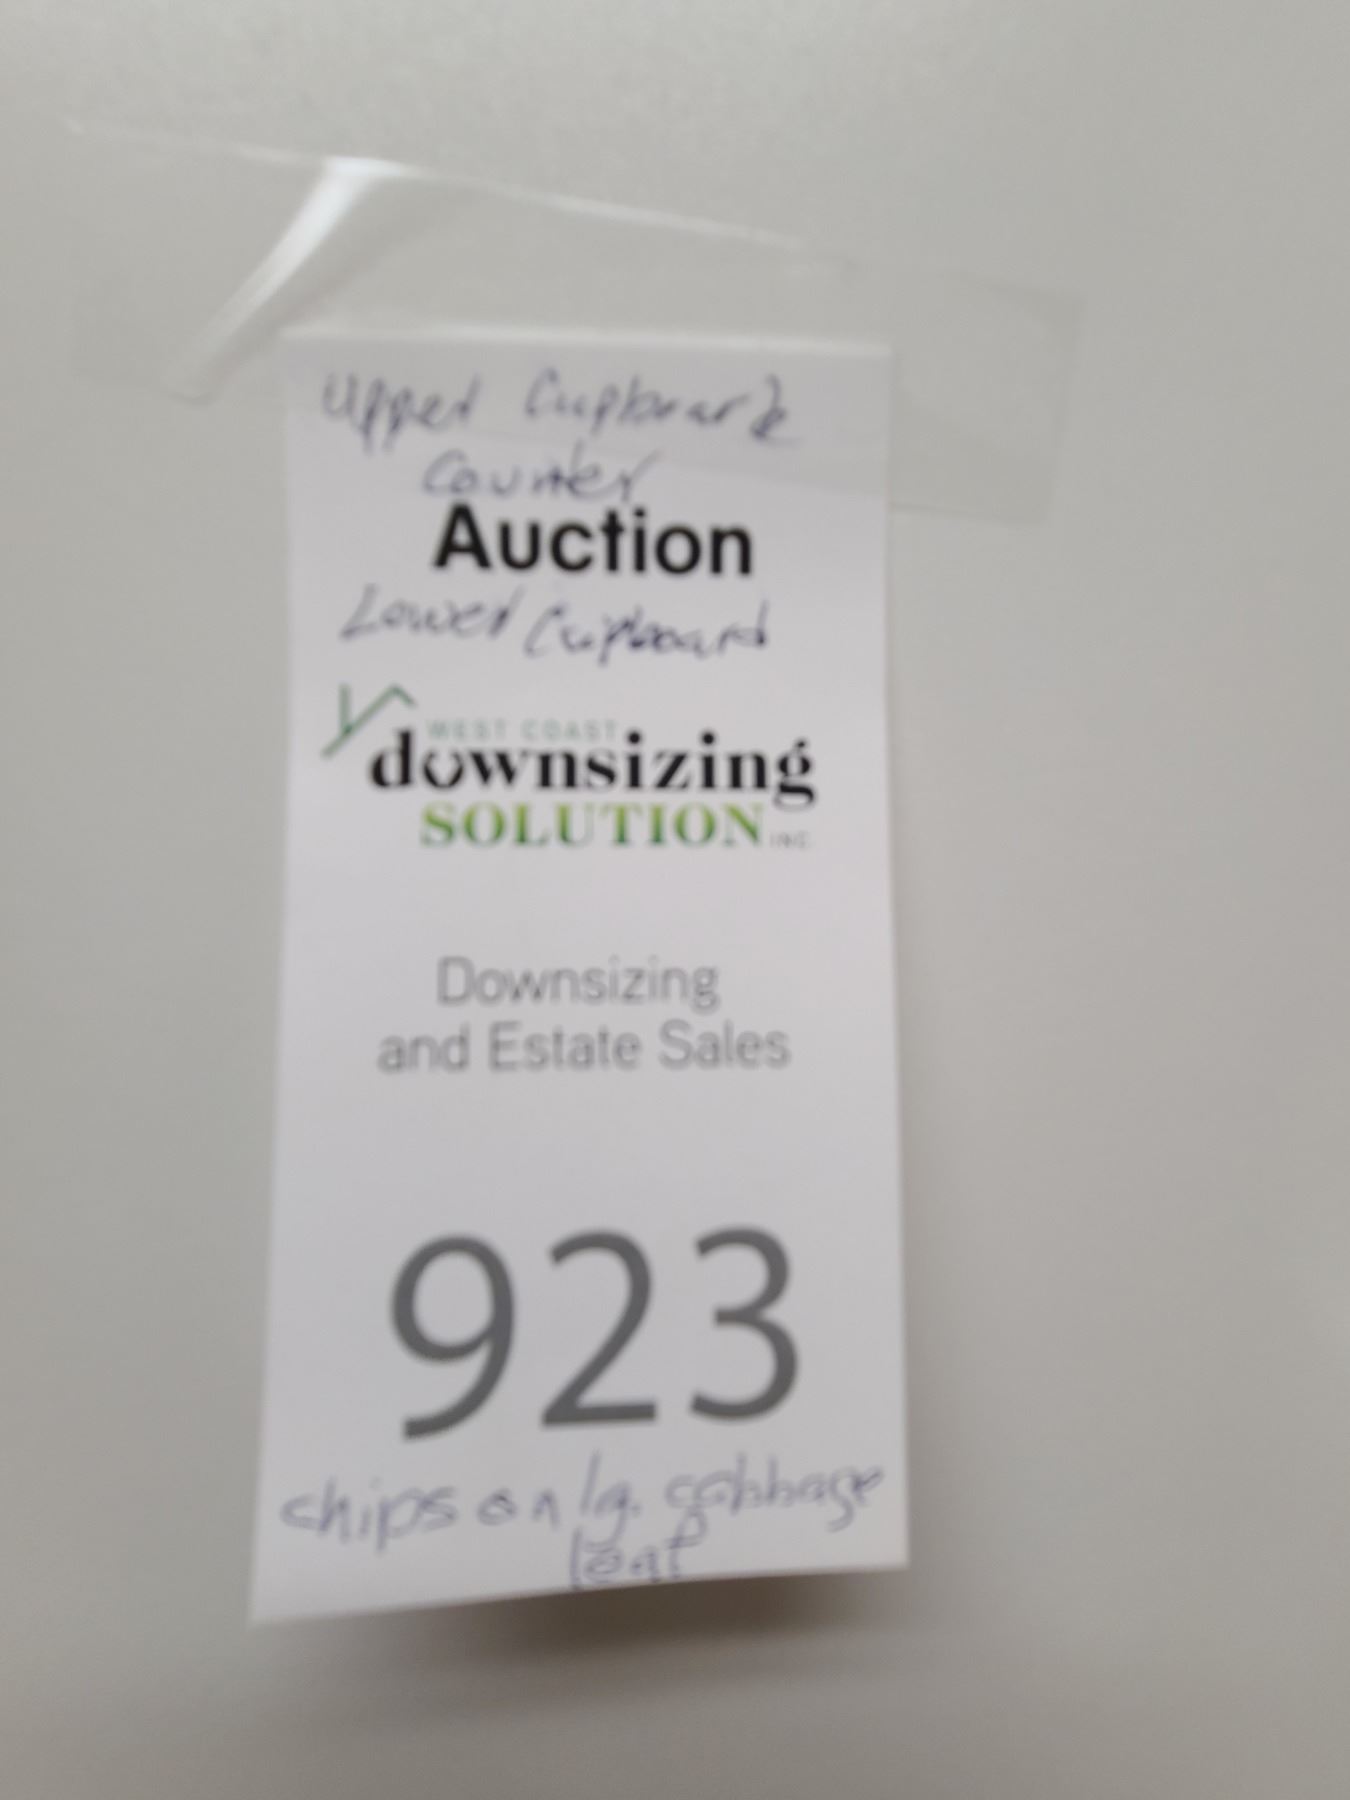 Upper Cupboard &
Counter
Auction
Lower Cupboard
WEST COAST
downsizing
SOLUTION INC.
Downsizing
and Estate Sales
923
chips on lg. cabbage
leaf